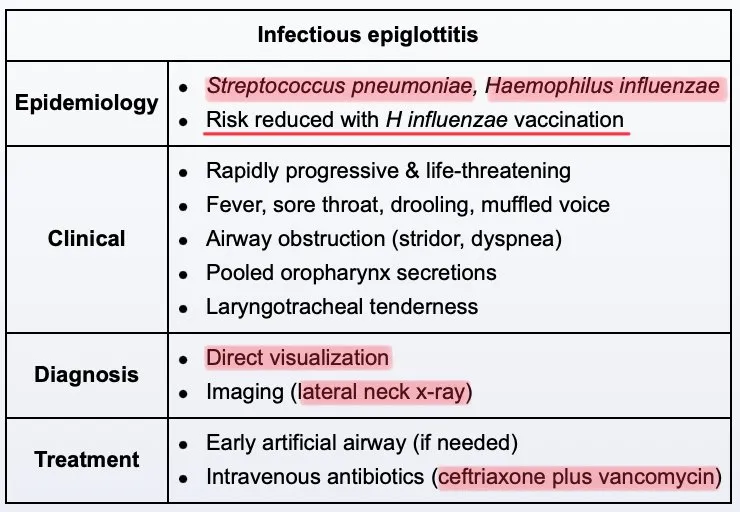 Infectious epiglottitis
Epidemiology
• Streptococcus pneumoniae, Haemophilus influenzae
• Risk reduced with H influenzae vaccination
Clinical
• Rapidly progressive & life-threatening
• Fever, sore throat, drooling, muffled voice
• Airway obstruction (stridor, dyspnea)
• Pooled oropharynx secretions
• Laryngotracheal tenderness
Diagnosis
• Direct visualization
• Imaging (lateral neck x-ray)
Treatment
• Early artificial airway (if needed)
• Intravenous antibiotics (ceftriaxone plus vancomycin)